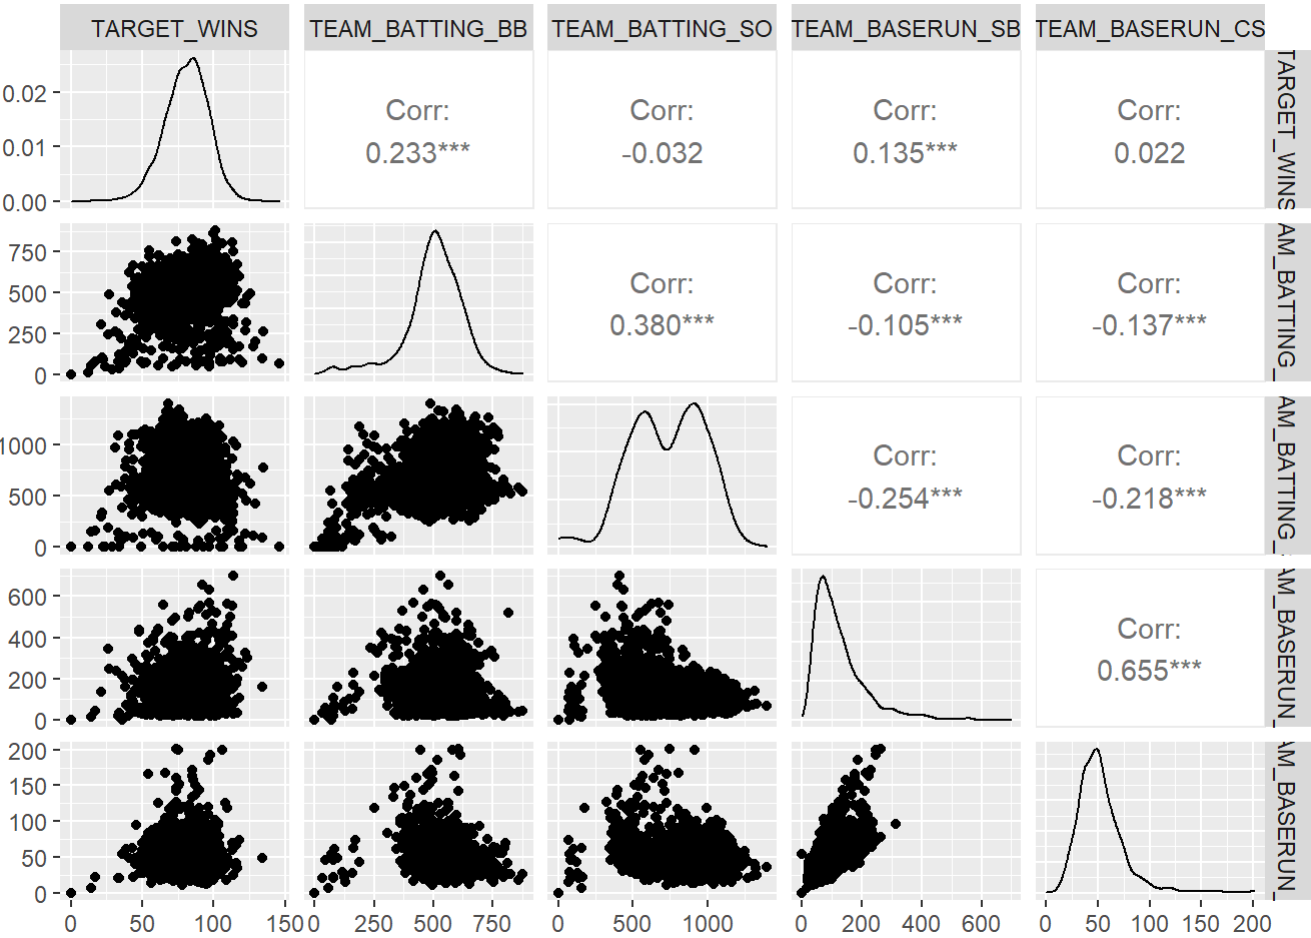 TARGET_WINS TEAM_BATTING_BB TEAM_BATTING_SO TEAM_BASERUN_SB TEAM_BASERUN_CS
0.02
0.01
0.00
Corr:
0.233***
Corr:
-0.032
Corr:
0.135***
Corr:
0.022
TARGET_WINS
750
500
250
0
Corr:
0.380***
Corr:
-0.105***
Corr:
-0.137***
AM_BATTING_
1000
500
0
Corr:
-0.254***
Corr:
-0.218***
AM_BATTING_
600
400
200
0
Corr:
0.655***
AM_BASERUN_
200
150
100
50
0
AM_BASERUN_
0 50 100 150 0 250 500 750 0 500 1000 0 200 400 600 0 50 100 150 200